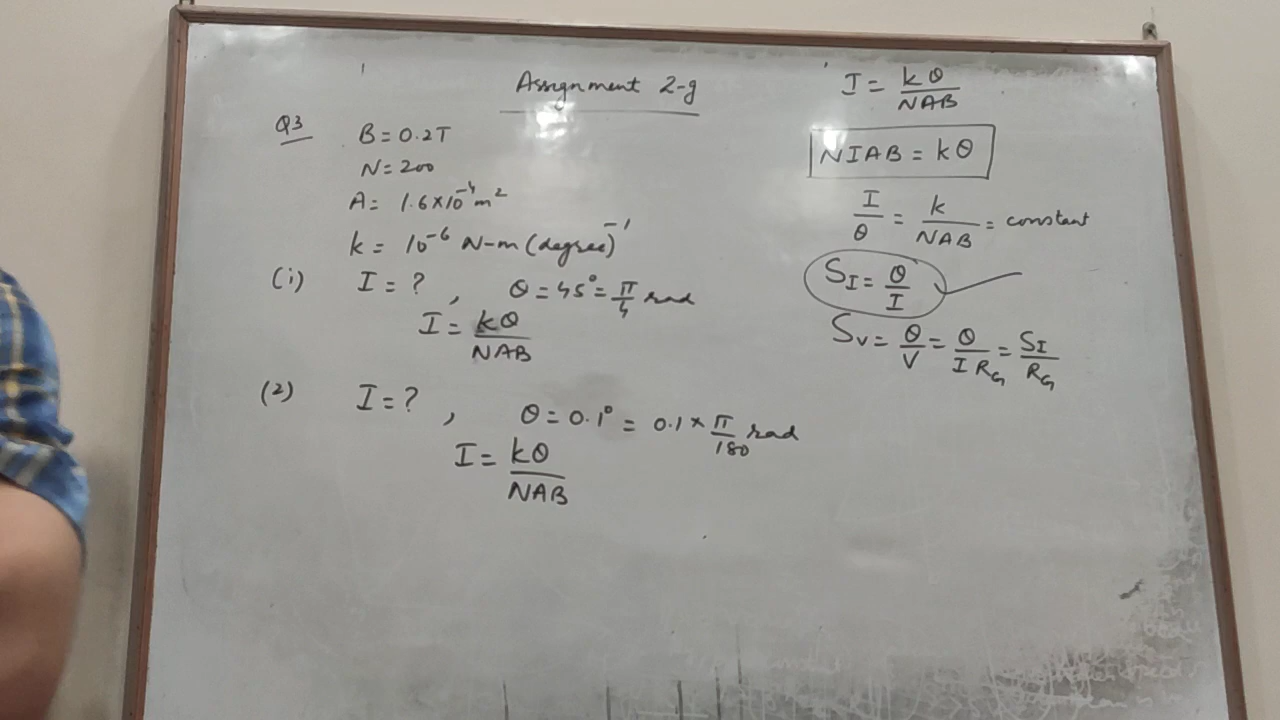 Assignment 2-g
Q3
B = 0.2T
N = 200
A = 1.6×10⁻⁴ m²
k = 10⁻⁶ N-m (degree)⁻¹
(i) I = ? , θ = 45° = π/4 rad
I = kθ/NAB
(2) I = ? , θ = 0.1° = 0.1 × π/180 rad
I = kθ/NAB
I = kθ/NAB
NIAB = kθ
I/θ = k/NAB = constant
S_I = θ/I
S_V = θ/V = θ/IR_G = S_I/R_G